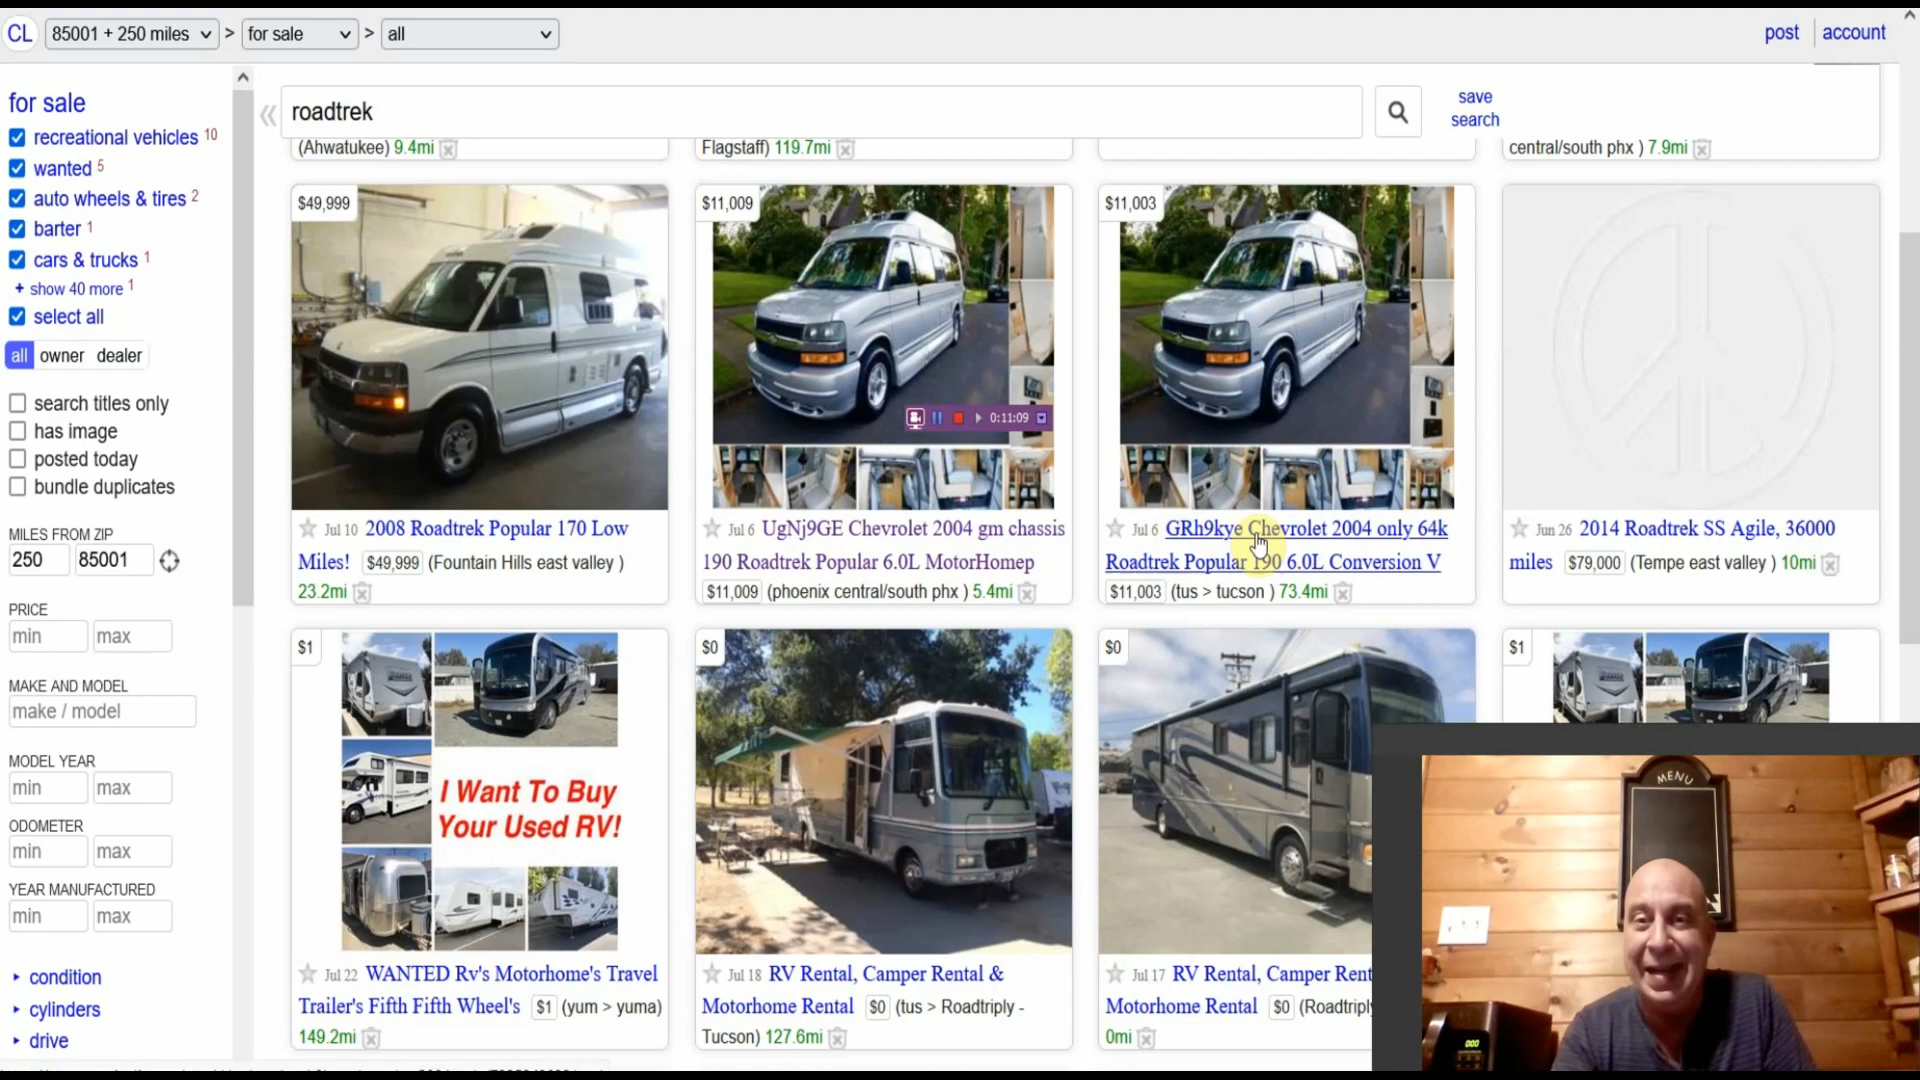 CL 85001 + 250 miles > for sale > all post account
for sale
recreational vehicles 10
wanted 5
auto wheels & tires 2
barter 1
cars & trucks 1
+ show 40 more 1
select all
all owner dealer
search titles only
has image
posted today
bundle duplicates
MILES FROM ZIP
250 85001
PRICE
min max
MAKE AND MODEL
make / model
MODEL YEAR
min max
ODOMETER
min max
YEAR MANUFACTURED
min max
condition
cylinders
drive
roadtrek
save
search
(Ahwatukee) 9.4mi
Flagstaff) 119.7mi
central/south phx ) 7.9mi
$49,999
Jul 10 2008 Roadtrek Popular 170 Low
Miles! $49,999 (Fountain Hills east valley )
23.2mi
$11,009
0:11:09
Jul 6 UgNj9GE Chevrolet 2004 gm chassis
190 Roadtrek Popular 6.0L MotorHomep
$11,009 (phoenix central/south phx ) 5.4mi
$11,003
Jul 6 GRh9kye Chevrolet 2004 only 64k
Roadtrek Popular 190 6.0L Conversion V
$11,003 (tus > tucson ) 73.4mi
Jun 26 2014 Roadtrek SS Agile, 36000
miles $79,000 (Tempe east valley ) 10mi
$1
I Want To Buy
Your Used RV!
Jul 22 WANTED Rv's Motorhome's Travel
Trailer's Fifth Fifth Wheel's $1 (yum > yuma)
149.2mi
$0
Jul 18 RV Rental, Camper Rental &
Motorhome Rental $0 (tus > Roadtriply -
Tucson) 127.6mi
$0
Jul 17 RV Rental, Camper Rent
Motorhome Rental $0 (Roadtriply
0mi
$1
MENU